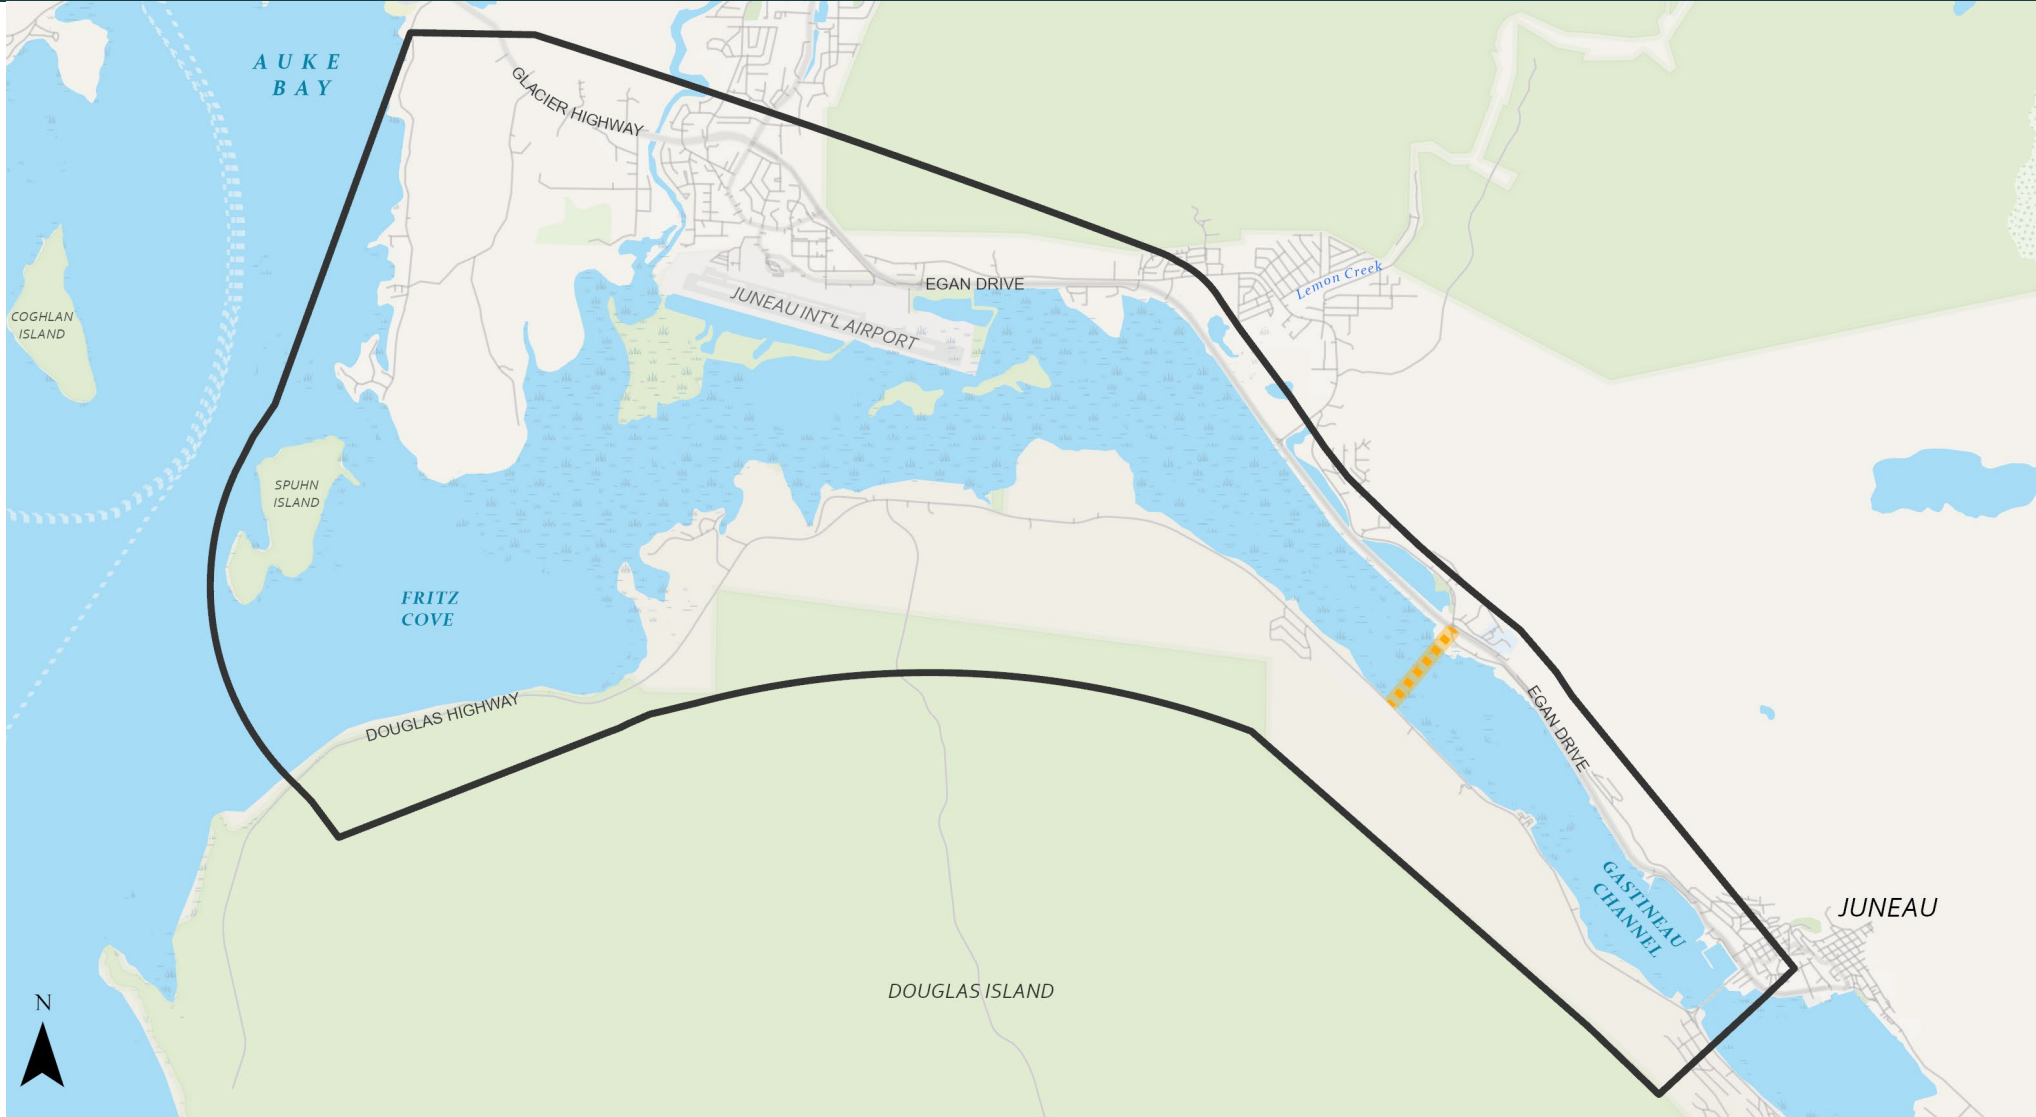 AUKE
BAY
GLACIER HIGHWAY
Lemon Creek
EGAN DRIVE
JUNEAU INT'L AIRPORT
COGHLAN
ISLAND
SPUHN
ISLAND
FRITZ
COVE
DOUGLAS HIGHWAY
EGAN DRIVE
GASTINEAU
CHANNEL
JUNEAU
DOUGLAS ISLAND
N